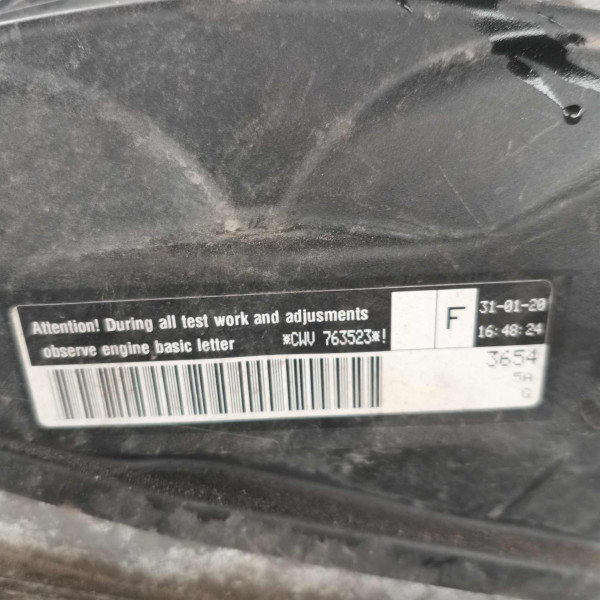 Attention! During all test work and adjusments
observe engine basic letter *CWV 763523*!
F
31-01-20
16:48:24
3654
5A
G